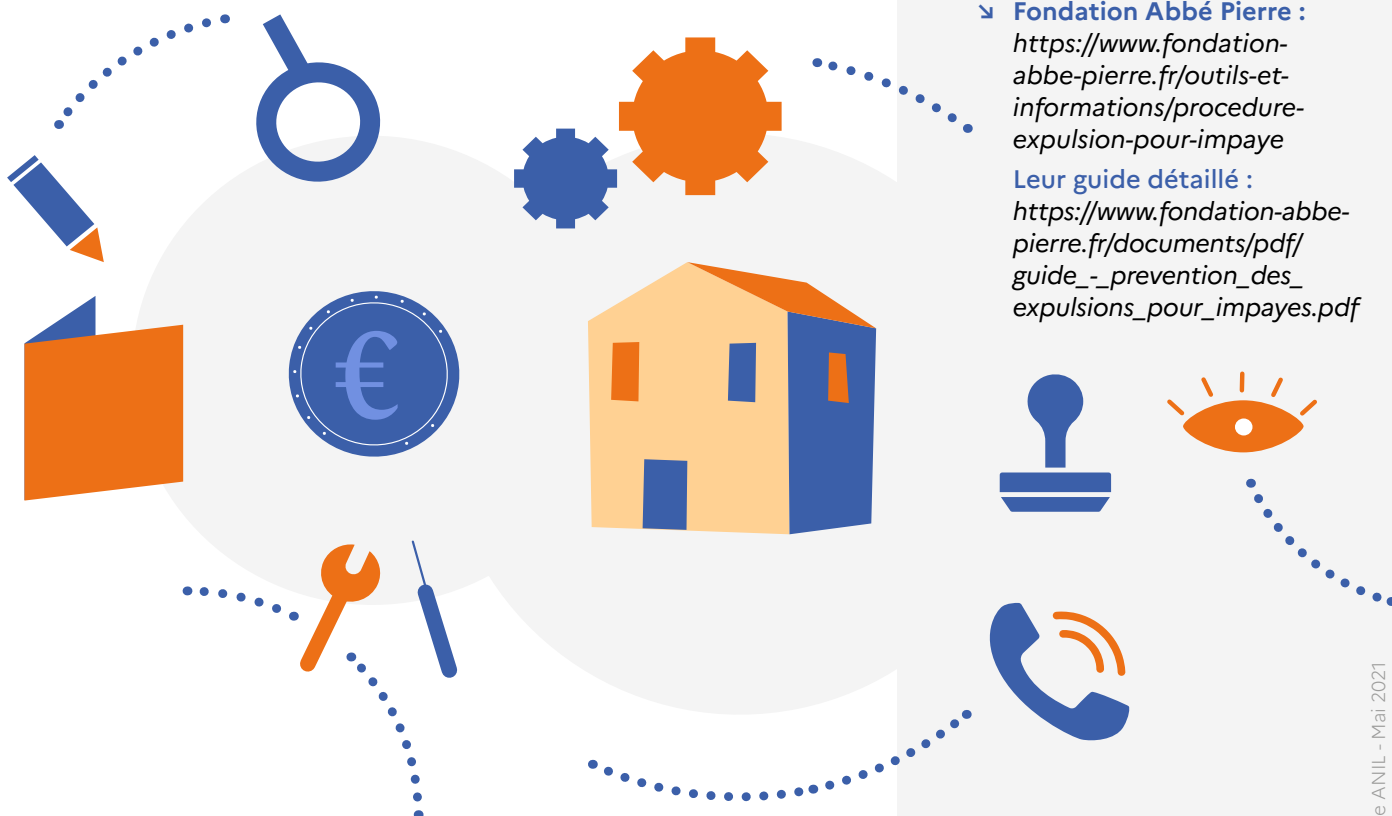 ↘ Fondation Abbé Pierre :
https://www.fondation-
abbe-pierre.fr/outils-et-
informations/procedure-
expulsion-pour-impaye
Leur guide détaillé :
https://www.fondation-abbe-
pierre.fr/documents/pdf/
guide_-_prevention_des_
expulsions_pour_impayes.pdf
€
e ANIL - Mai 2021